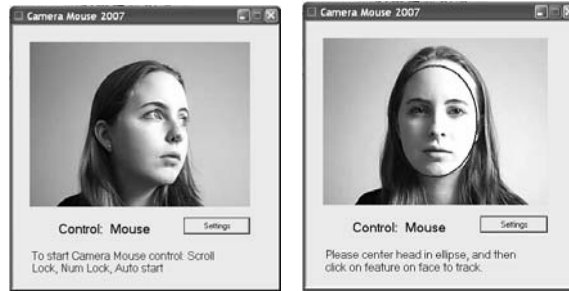 Camera Mouse 2007
Control: Mouse
Settings
To start Camera Mouse control: Scroll
Lock, Num Lock, Auto start
Camera Mouse 2007
Control: Mouse
Settings
Please center head in ellipse, and then
click on feature on face to track.